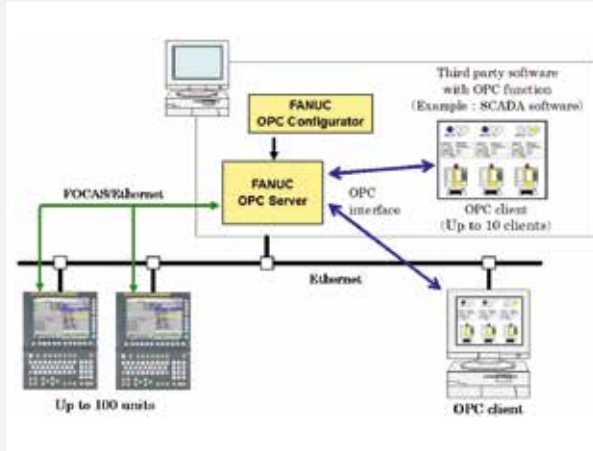 Third party software
with OPC function
(Example : SCADA software)
FANUC
OPC Configurator
FOCAS/Ethernet
FANUC
OPC Server
OPC
interface
OPC client
(Up to 10 clients)
Ethernet
Up to 100 units
OPC client